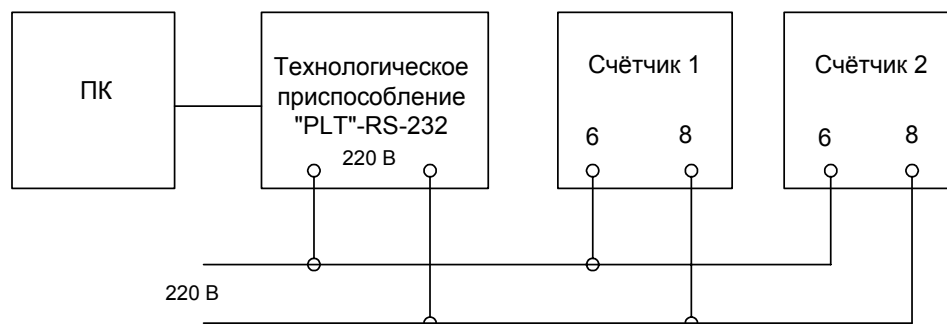 ПК
Технологическое
приспособление
"PLT"-RS-232
220 В
Счётчик 1
6 8
Счётчик 2
6 8
220 В